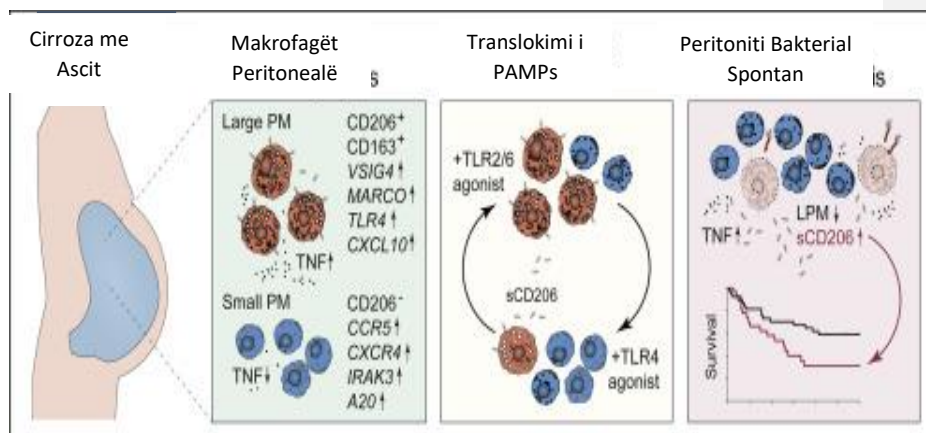 Cirroza me
Ascit
Makrofagët
Peritonealë
s
Translokimi i
PAMPs
Peritoniti Bakterial
Spontan
s
Large PM
CD206+
CD163+
VSIG4↑
MARCO↑
TLR4↑
CXCL10↑
TNF↑
Small PM
CD206-
CCR5↑
CXCR4↑
IRAK3↑
A20↑
TNF↓
+TLR2/6
agonist
sCD206
+TLR4
agonist
LPM↓
TNF↑
sCD206↑
Survival